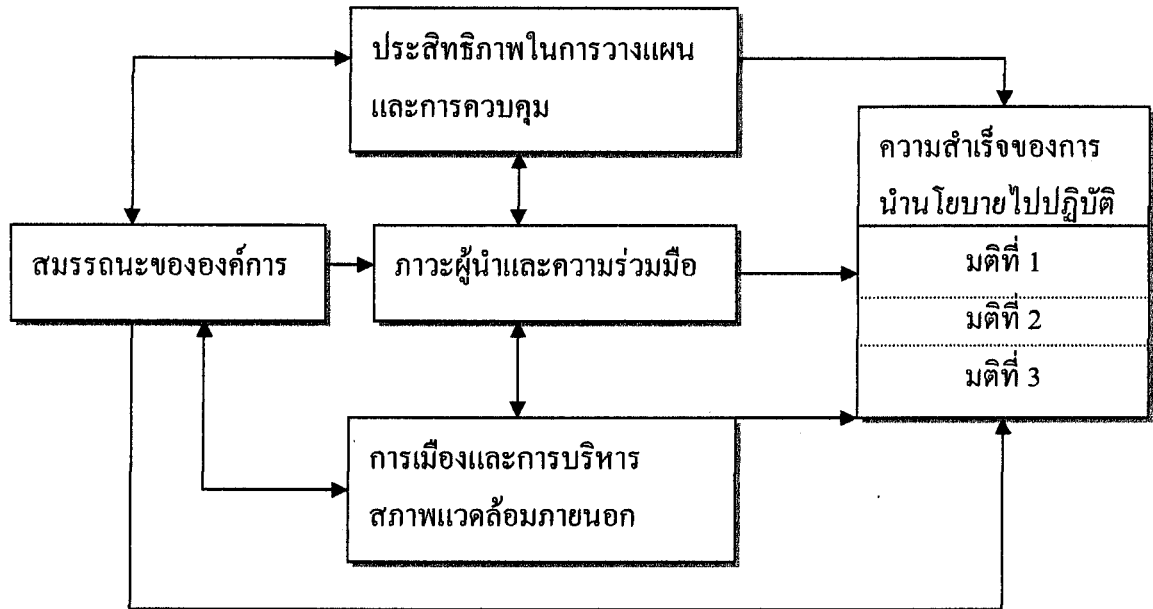 ประสิทธิภาพในการวางแผน
และการควบคุม
ความสำเร็จของการ
นำนโยบายไปปฏิบัติ
มติที่ 1
มติที่ 2
มติที่ 3
สมรรถนะขององค์การ
ภาวะผู้นำและความร่วมมือ
การเมืองและการบริหาร
สภาพแวดล้อมภายนอก